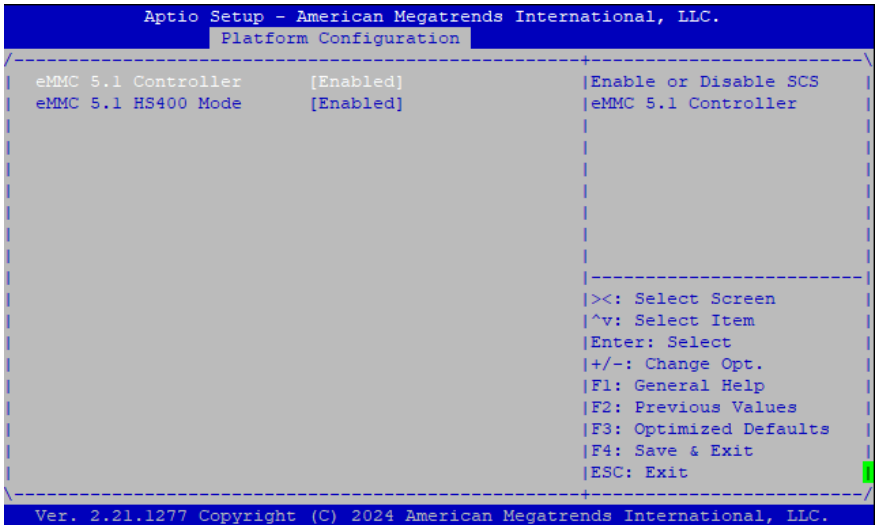 Aptio Setup - American Megatrends International, LLC.
Platform Configuration
/----------------------------------------------------+-------------------------\
eMMC 5.1 Controller [Enabled] |Enable or Disable SCS
eMMC 5.1 HS400 Mode [Enabled] |eMMC 5.1 Controller
|-------------------------|
|><: Select Screen
|^v: Select Item
|Enter: Select
|+/-: Change Opt.
|F1: General Help
|F2: Previous Values
|F3: Optimized Defaults
|F4: Save & Exit
|ESC: Exit
\----------------------------------------------------+-------------------------/
Ver. 2.21.1277 Copyright (C) 2024 American Megatrends International, LLC.